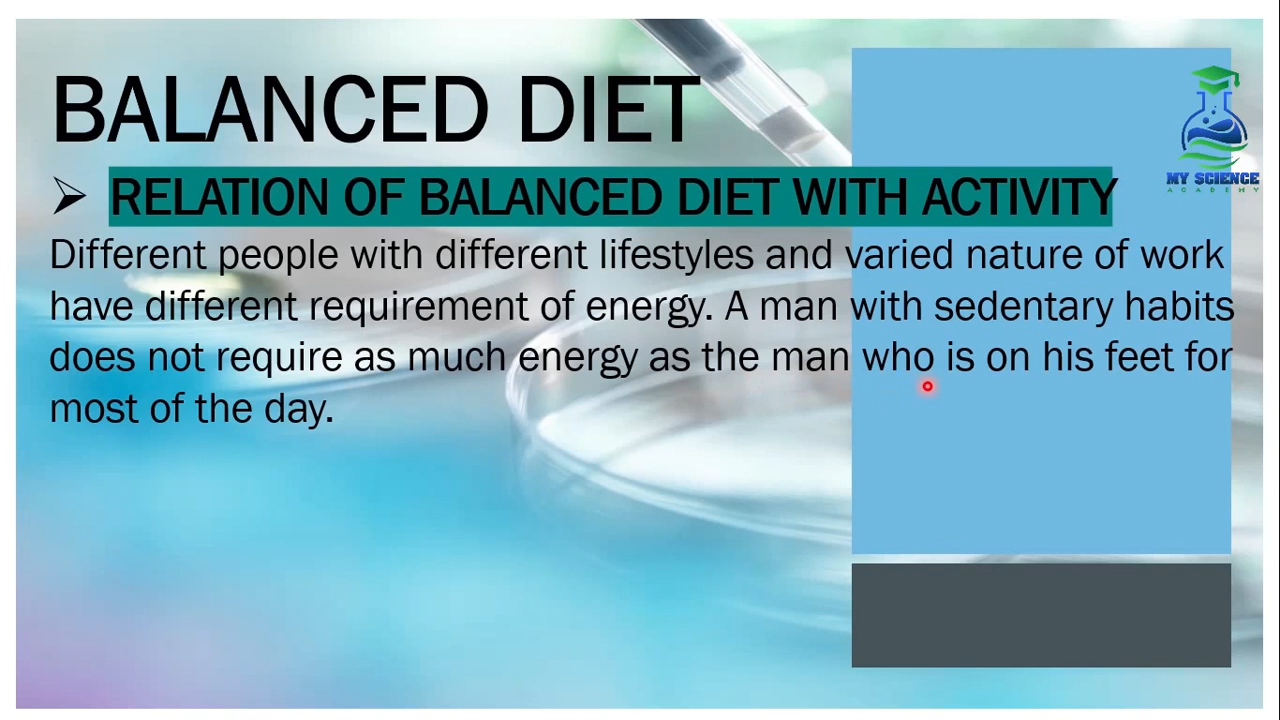 BALANCED DIET
➢ RELATION OF BALANCED DIET WITH ACTIVITY
Different people with different lifestyles and varied nature of work
have different requirement of energy. A man with sedentary habits
does not require as much energy as the man who is on his feet for
most of the day.
MY SCIENCE
ACADEMY